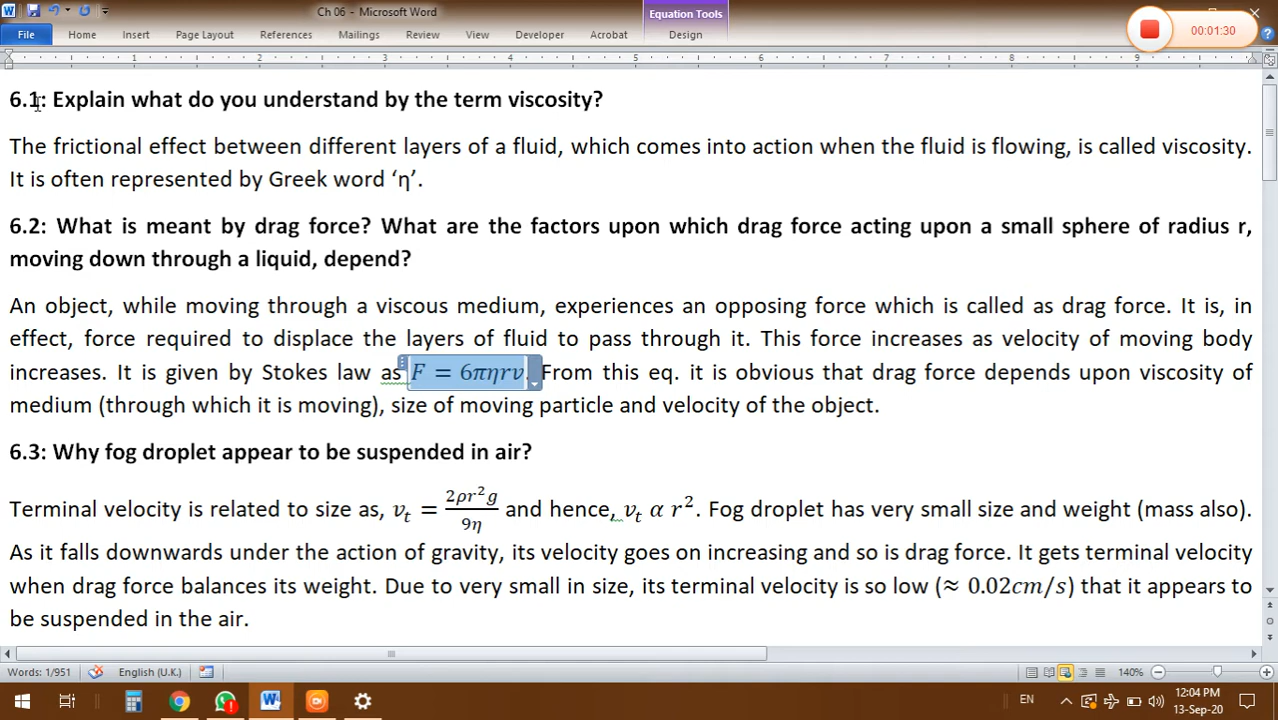 Ch 06 - Microsoft Word
Equation Tools
File Home Insert Page Layout References Mailings Review View Developer Acrobat Design
00:01:30
1 2 3 4 5 6 7 8 9
6.1: Explain what do you understand by the term viscosity?
The frictional effect between different layers of a fluid, which comes into action when the fluid is flowing, is called viscosity.
It is often represented by Greek word ‘η’.
6.2: What is meant by drag force? What are the factors upon which drag force acting upon a small sphere of radius r,
moving down through a liquid, depend?
An object, while moving through a viscous medium, experiences an opposing force which is called as drag force. It is, in
effect, force required to displace the layers of fluid to pass through it. This force increases as velocity of moving body
increases. It is given by Stokes law as F = 6πηrv. From this eq. it is obvious that drag force depends upon viscosity of
medium (through which it is moving), size of moving particle and velocity of the object.
6.3: Why fog droplet appear to be suspended in air?
Terminal velocity is related to size as, v_t = 2ρr²g/9η and hence, v_t α r². Fog droplet has very small size and weight (mass also).
As it falls downwards under the action of gravity, its velocity goes on increasing and so is drag force. It gets terminal velocity
when drag force balances its weight. Due to very small in size, its terminal velocity is so low (≈ 0.02cm/s) that it appears to
be suspended in the air.
Words: 1/951 English (U.K.) 140%
EN 12:04 PM
13-Sep-20